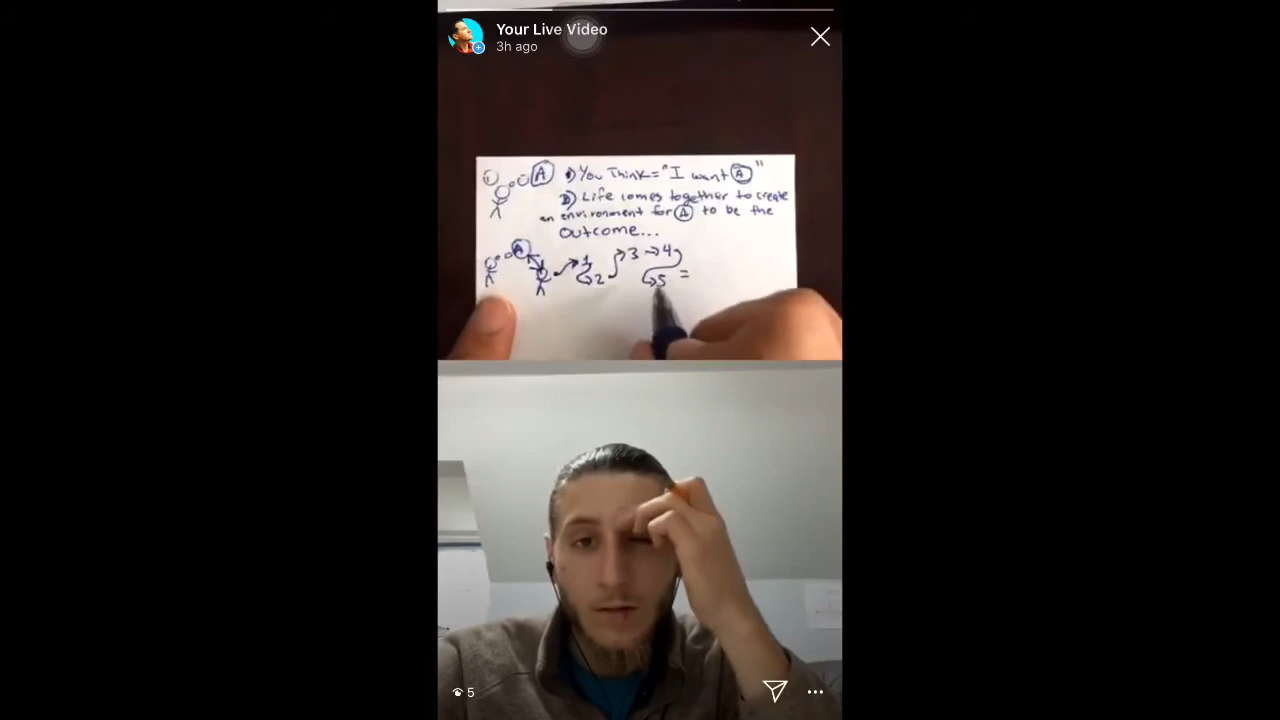 Your Live Video
3h ago
A 1) You Think = "I want A"
2) Life comes together to create
an environment for A to be the
outcome...
A 1 2 3 4 5 =
5